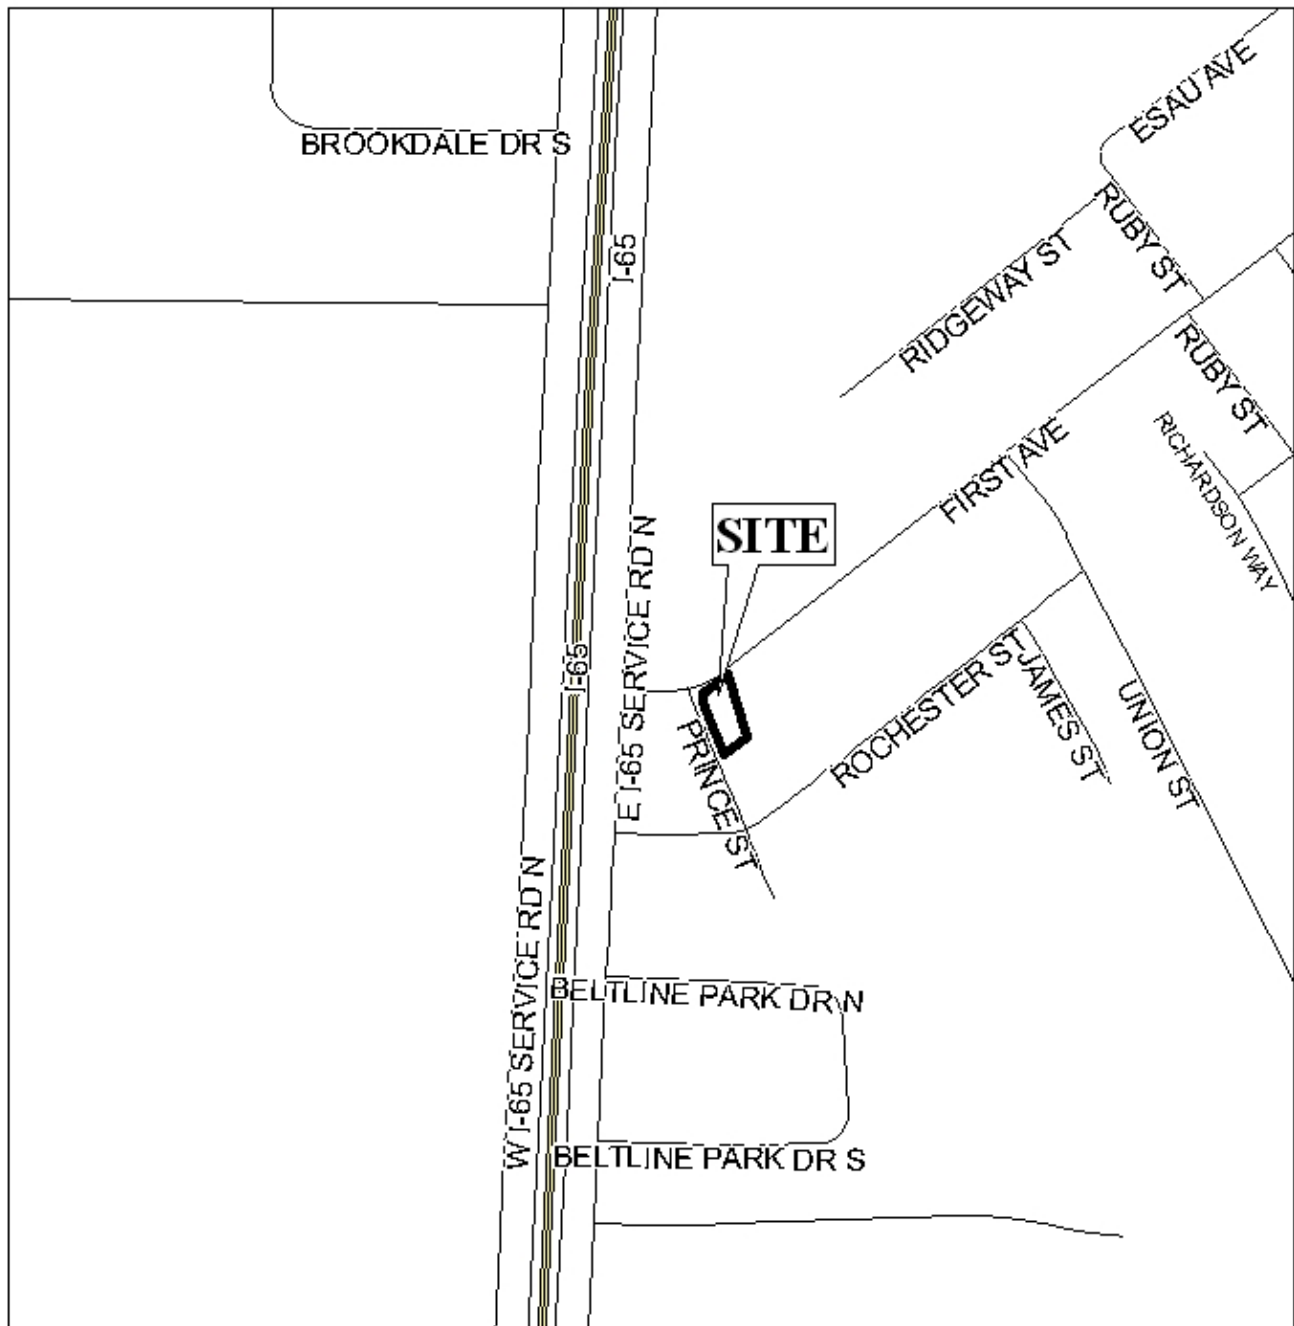 ESAU AVE
BROOKDALE DR S
RUBY ST
I-65
RIDGEWAY ST
RUBY ST
FIRST AVE
RICHARDSON WAY
SITE
E I-65 SERVICE RD N
I-65
ROCHESTER ST
JAMES ST
UNION ST
PRINCE ST
W I-65 SERVICE RD N
BELTLINE PARK DR N
BELTLINE PARK DR S